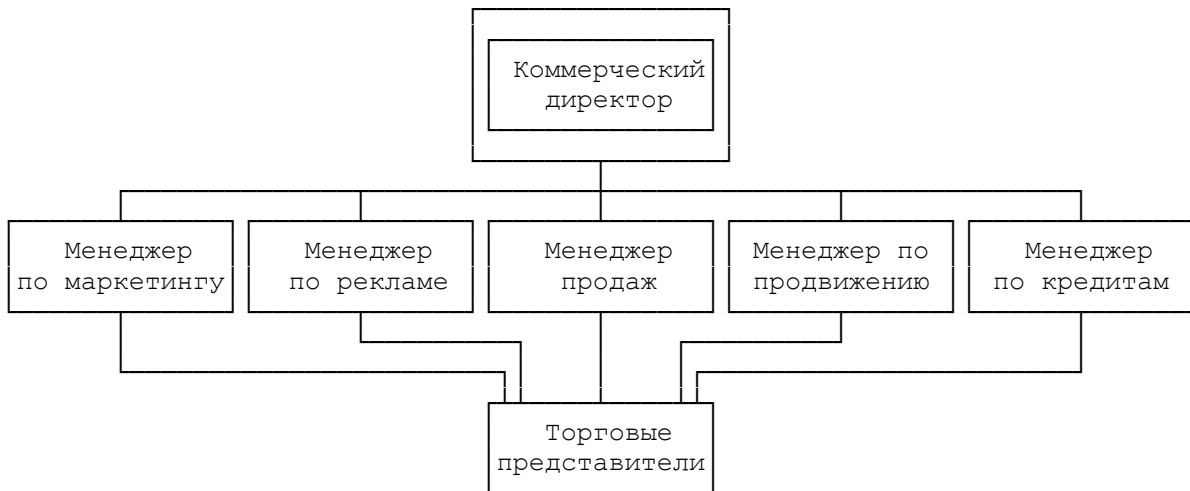 Коммерческий
директор
Менеджер
по маркетингу
Менеджер
по рекламе
Менеджер
продаж
Менеджер по
продвижению
Менеджер
по кредитам
Торговые
представители